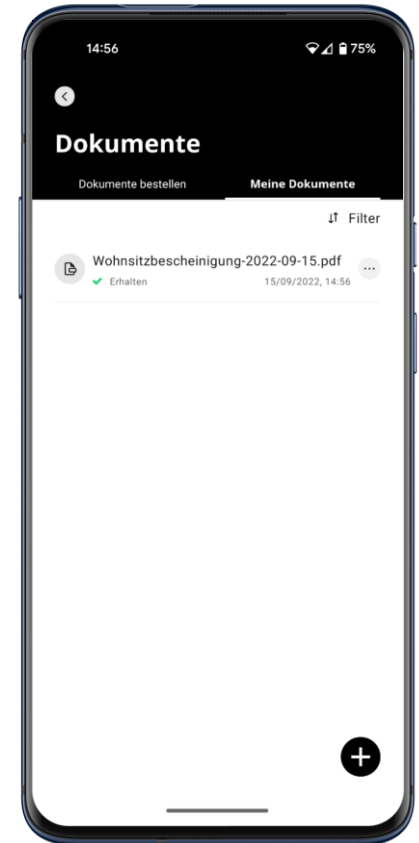 14:56 75%
Dokumente
Dokumente bestellen Meine Dokumente
Filter
Wohnsitzbescheinigung-2022-09-15.pdf
Erhalten 15/09/2022, 14:56